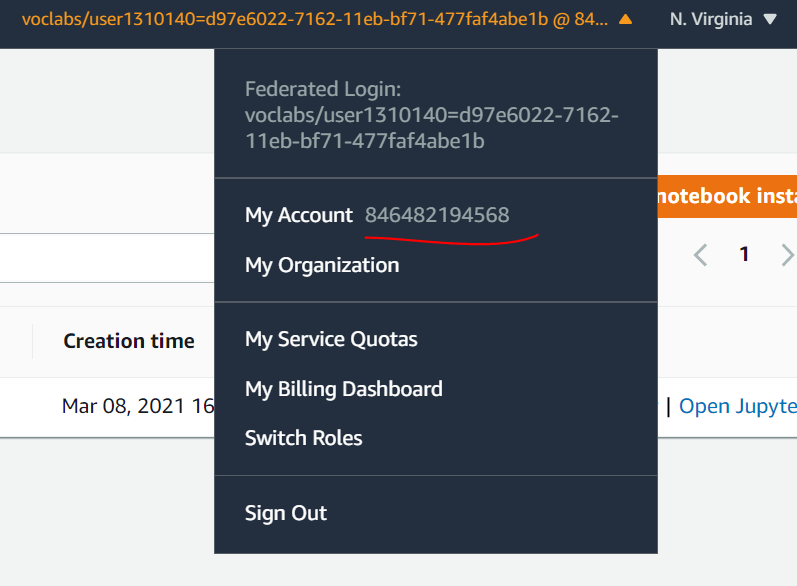 voclabs/user1310140=d97e6022-7162-11eb-bf71-477faf4abe1b @ 84... N. Virginia
Federated Login:
voclabs/user1310140=d97e6022-7162-
11eb-bf71-477faf4abe1b
My Account 846482194568
notebook insta
My Organization
1
My Service Quotas
Creation time
My Billing Dashboard
Mar 08, 2021 16
| Open Jupyte
Switch Roles
Sign Out